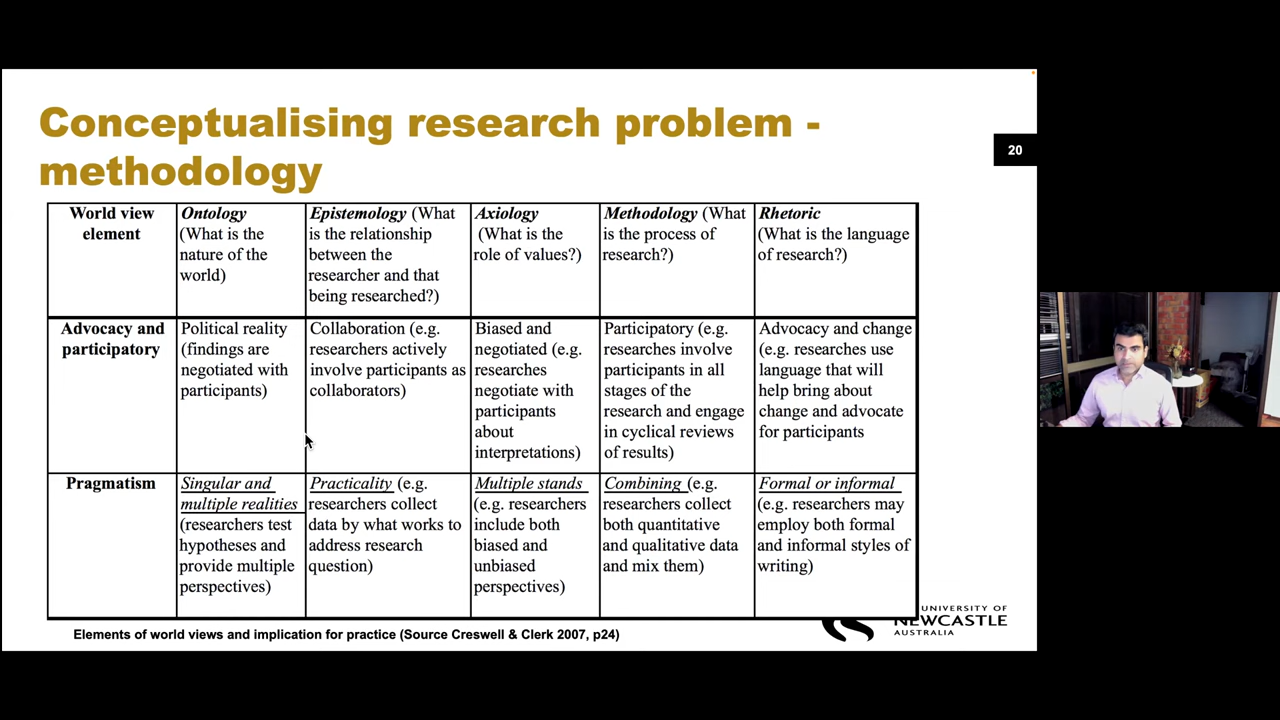 Conceptualising research problem -
methodology
20
World view
element
Ontology
(What is the
nature of the
world)
Epistemology (What
is the relationship
between the
researcher and that
being researched?)
Axiology
(What is the
role of values?)
Methodology (What
is the process of
research?)
Rhetoric
(What is the language
of research?)
Advocacy and
participatory
Political reality
(findings are
negotiated with
participants)
Collaboration (e.g.
researchers actively
involve participants as
collaborators)
Biased and
negotiated (e.g.
researches
negotiate with
participants
about
interpretations)
Participatory (e.g.
researches involve
participants in all
stages of the
research and engage
in cyclical reviews
of results)
Advocacy and change
(e.g. researches use
language that will
help bring about
change and advocate
for participants
Pragmatism
Singular and
multiple realities
(researchers test
hypotheses and
provide multiple
perspectives)
Practicality (e.g.
researchers collect
data by what works to
address research
question)
Multiple stands
(e.g. researchers
include both
biased and
unbiased
perspectives)
Combining (e.g.
researchers collect
both quantitative
and qualitative data
and mix them)
Formal or informal
(e.g. researchers may
employ both formal
and informal styles of
writing)
Elements of world views and implication for practice (Source Creswell & Clerk 2007, p24)
UNIVERSITY OF
NEWCASTLE
AUSTRALIA